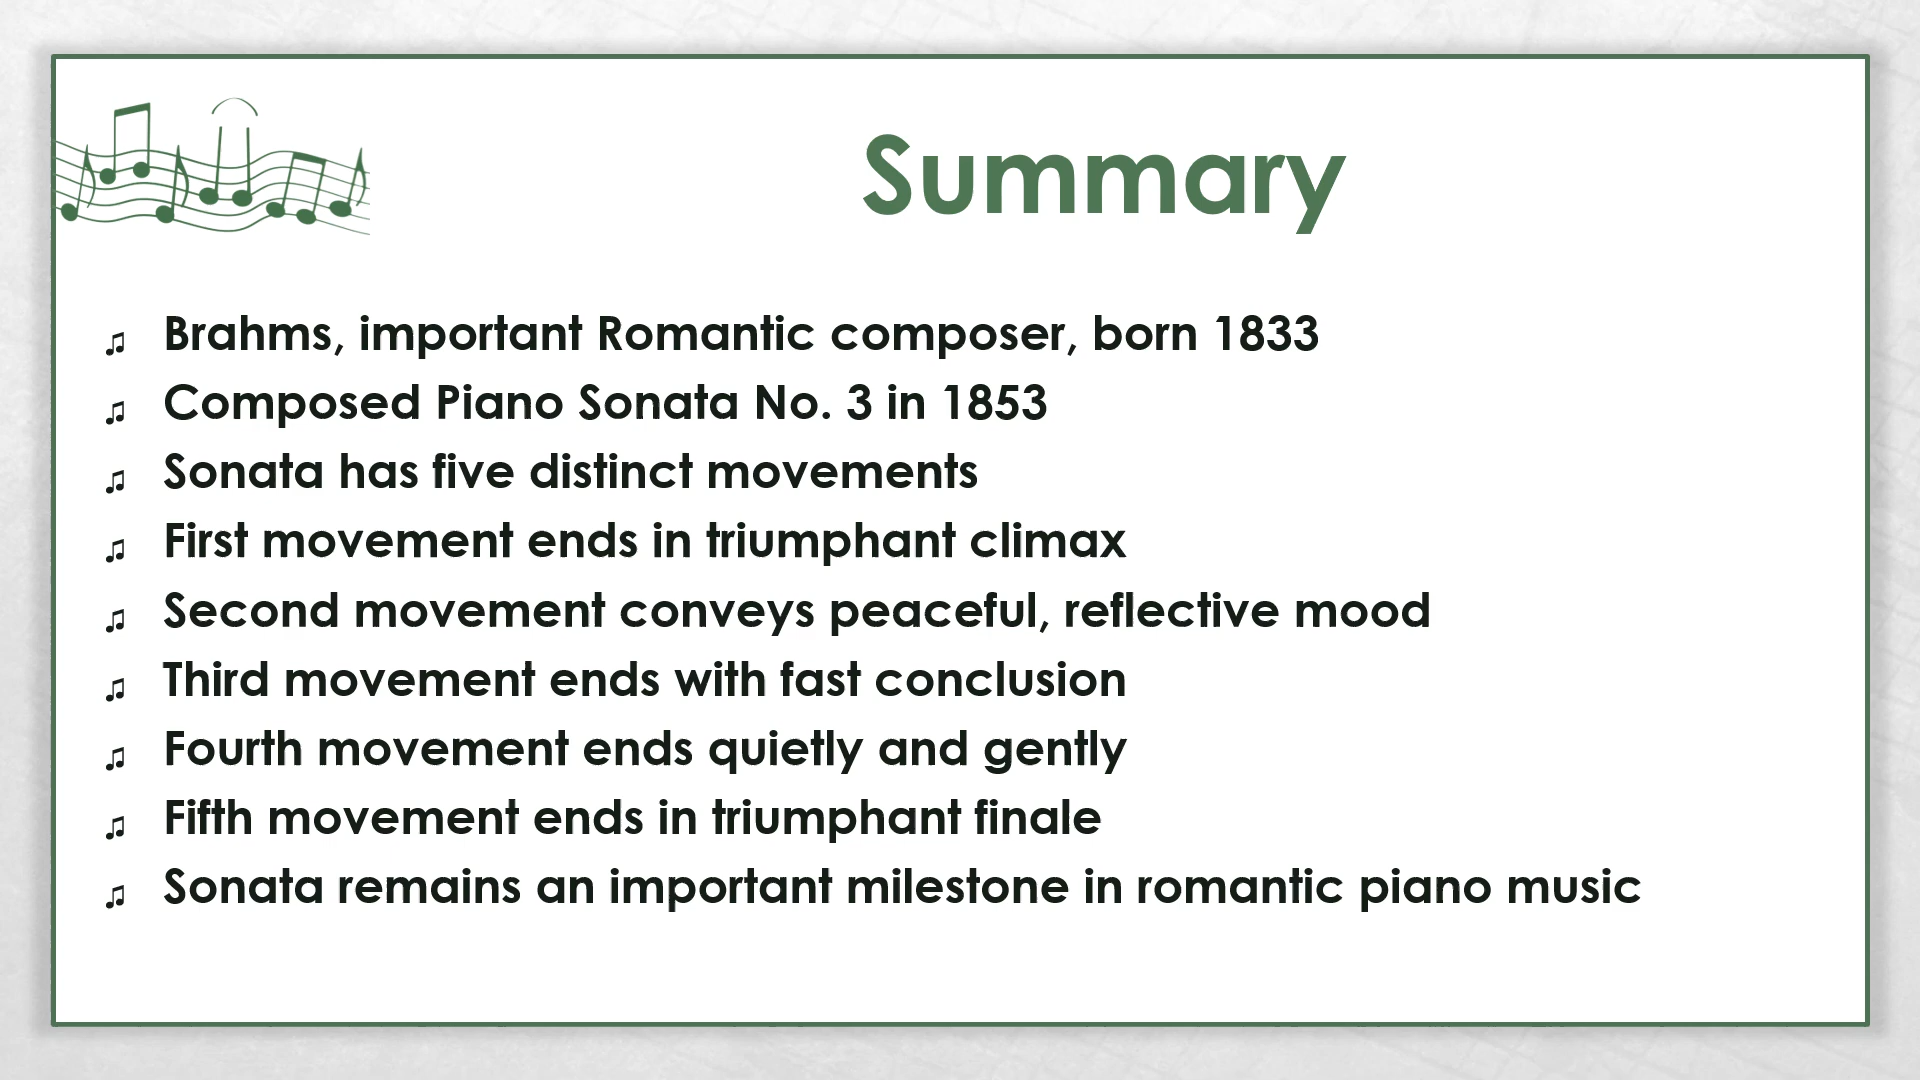 Summary
♫ Brahms, important Romantic composer, born 1833
♫ Composed Piano Sonata No. 3 in 1853
♫ Sonata has five distinct movements
♫ First movement ends in triumphant climax
♫ Second movement conveys peaceful, reflective mood
♫ Third movement ends with fast conclusion
♫ Fourth movement ends quietly and gently
♫ Fifth movement ends in triumphant finale
♫ Sonata remains an important milestone in romantic piano music